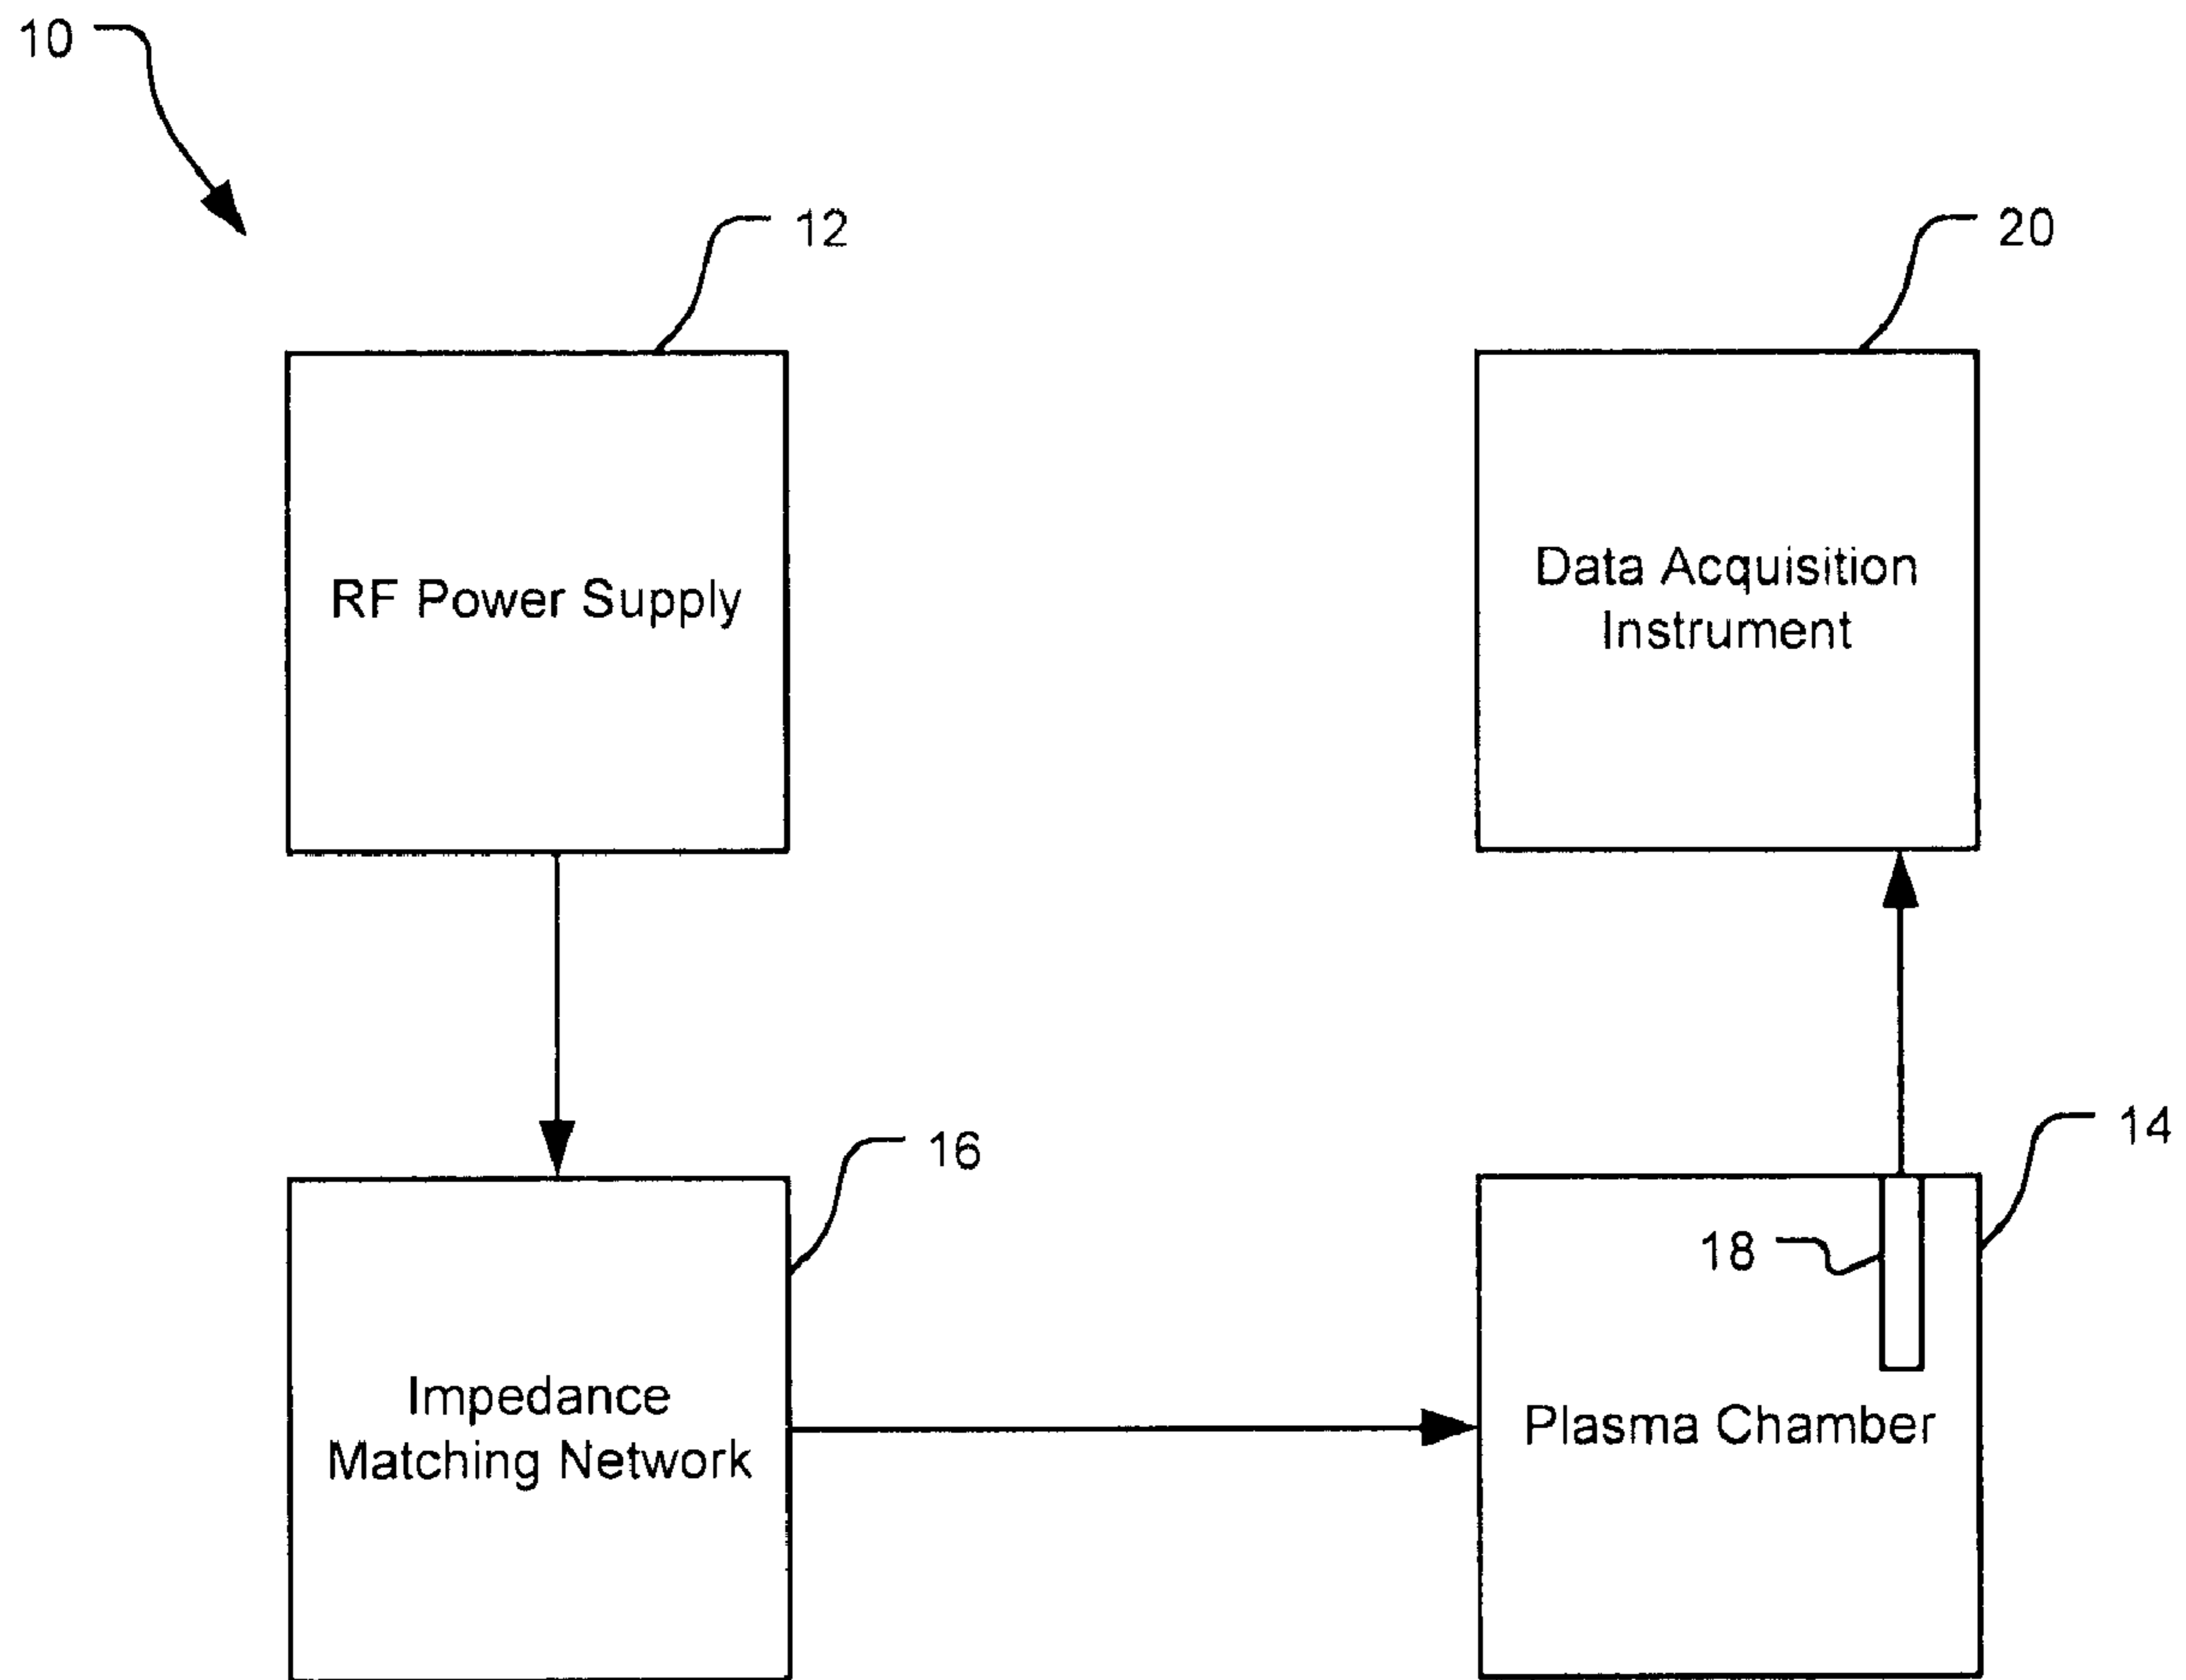 10
12
20
RF Power Supply
Data Acquisition
Instrument
16
14
18
Impedance
Matching Network
Plasma Chamber